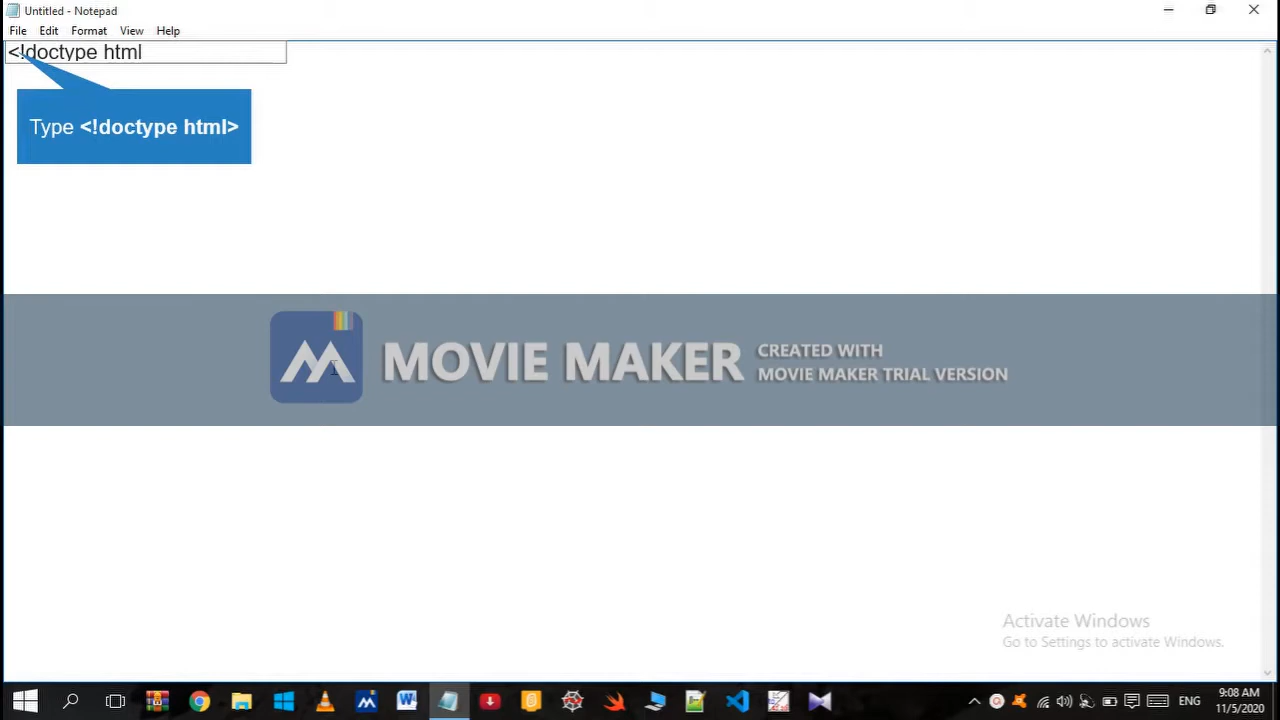 Untitled - Notepad
File Edit Format View Help
<!doctype html
Type <!doctype html>
MOVIE MAKER
CREATED WITH
MOVIE MAKER TRIAL VERSION
Activate Windows
Go to Settings to activate Windows.
ENG
9:08 AM
11/5/2020